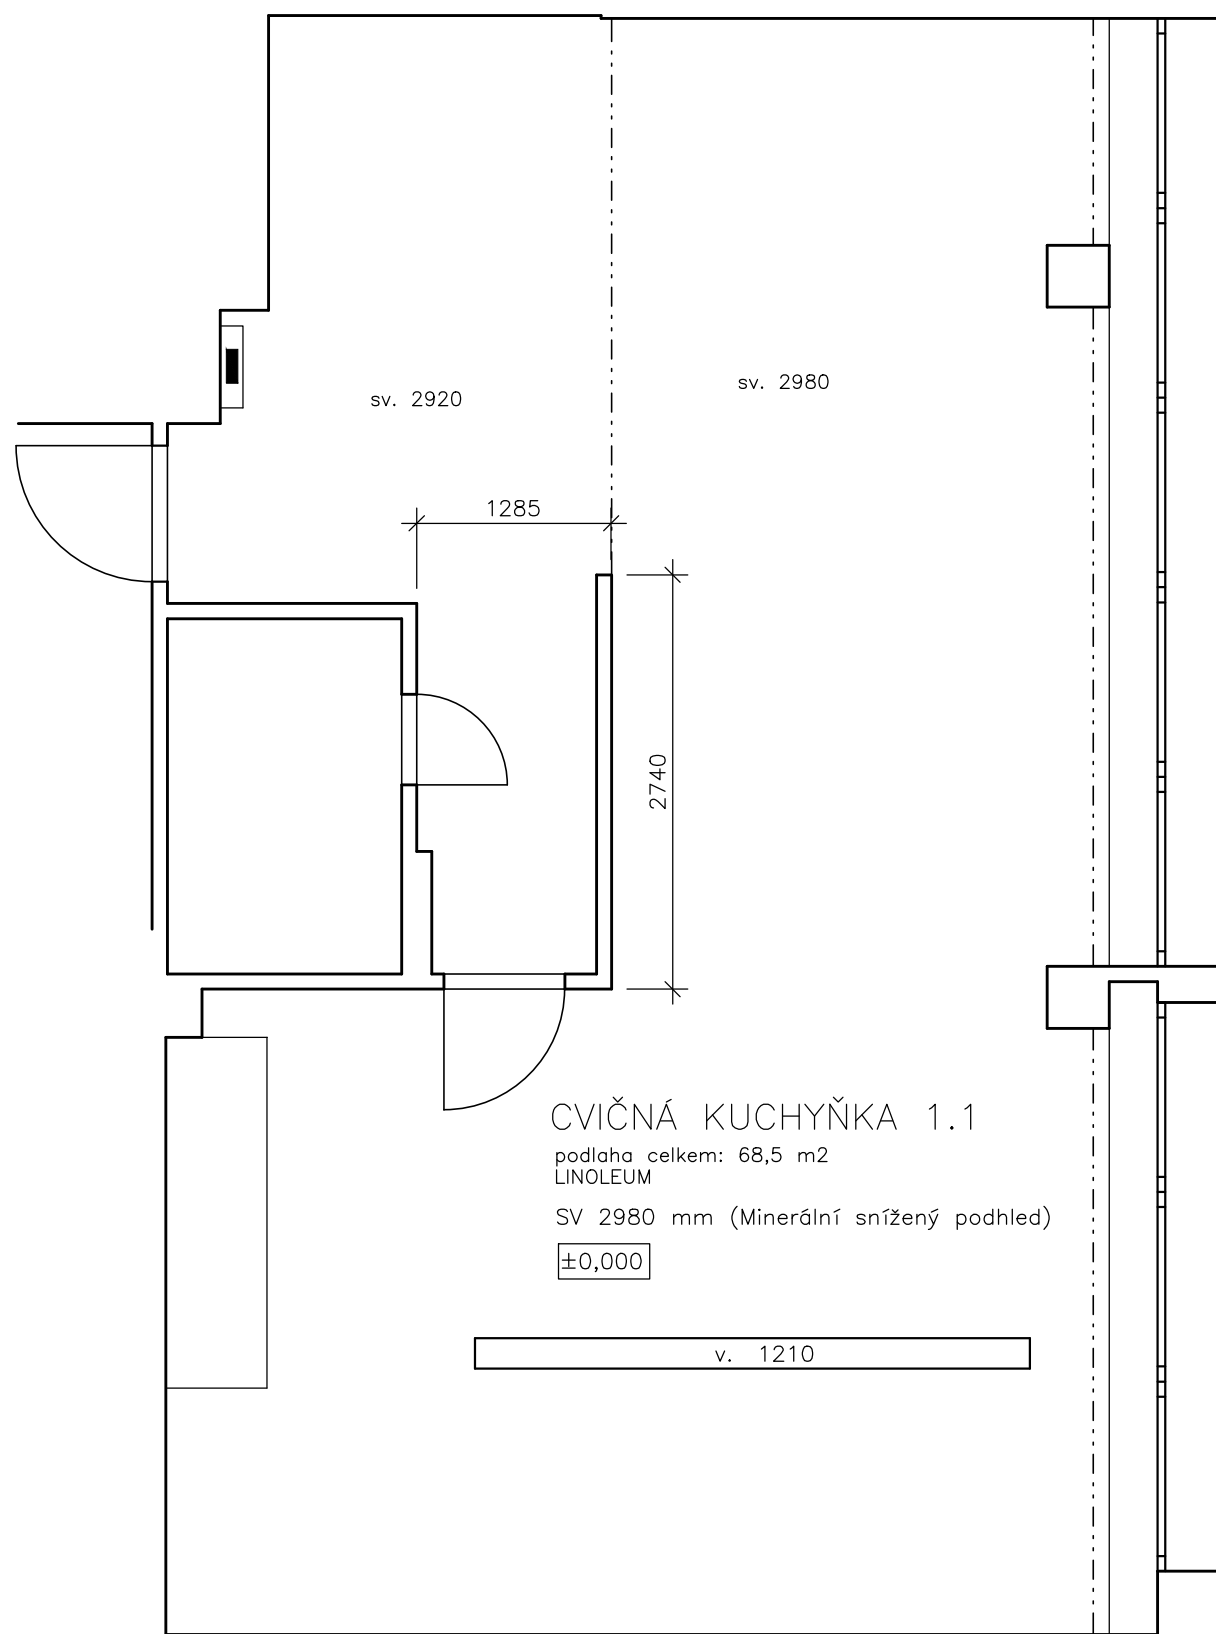 sv. 2980
sv. 2920
1285
2740
CVIČNÁ KUCHYŇKA 1.1
podlaha celkem: 68,5 m2
LINOLEUM
SV 2980 mm (Minerální snížený podhled)
±0,000
v. 1210